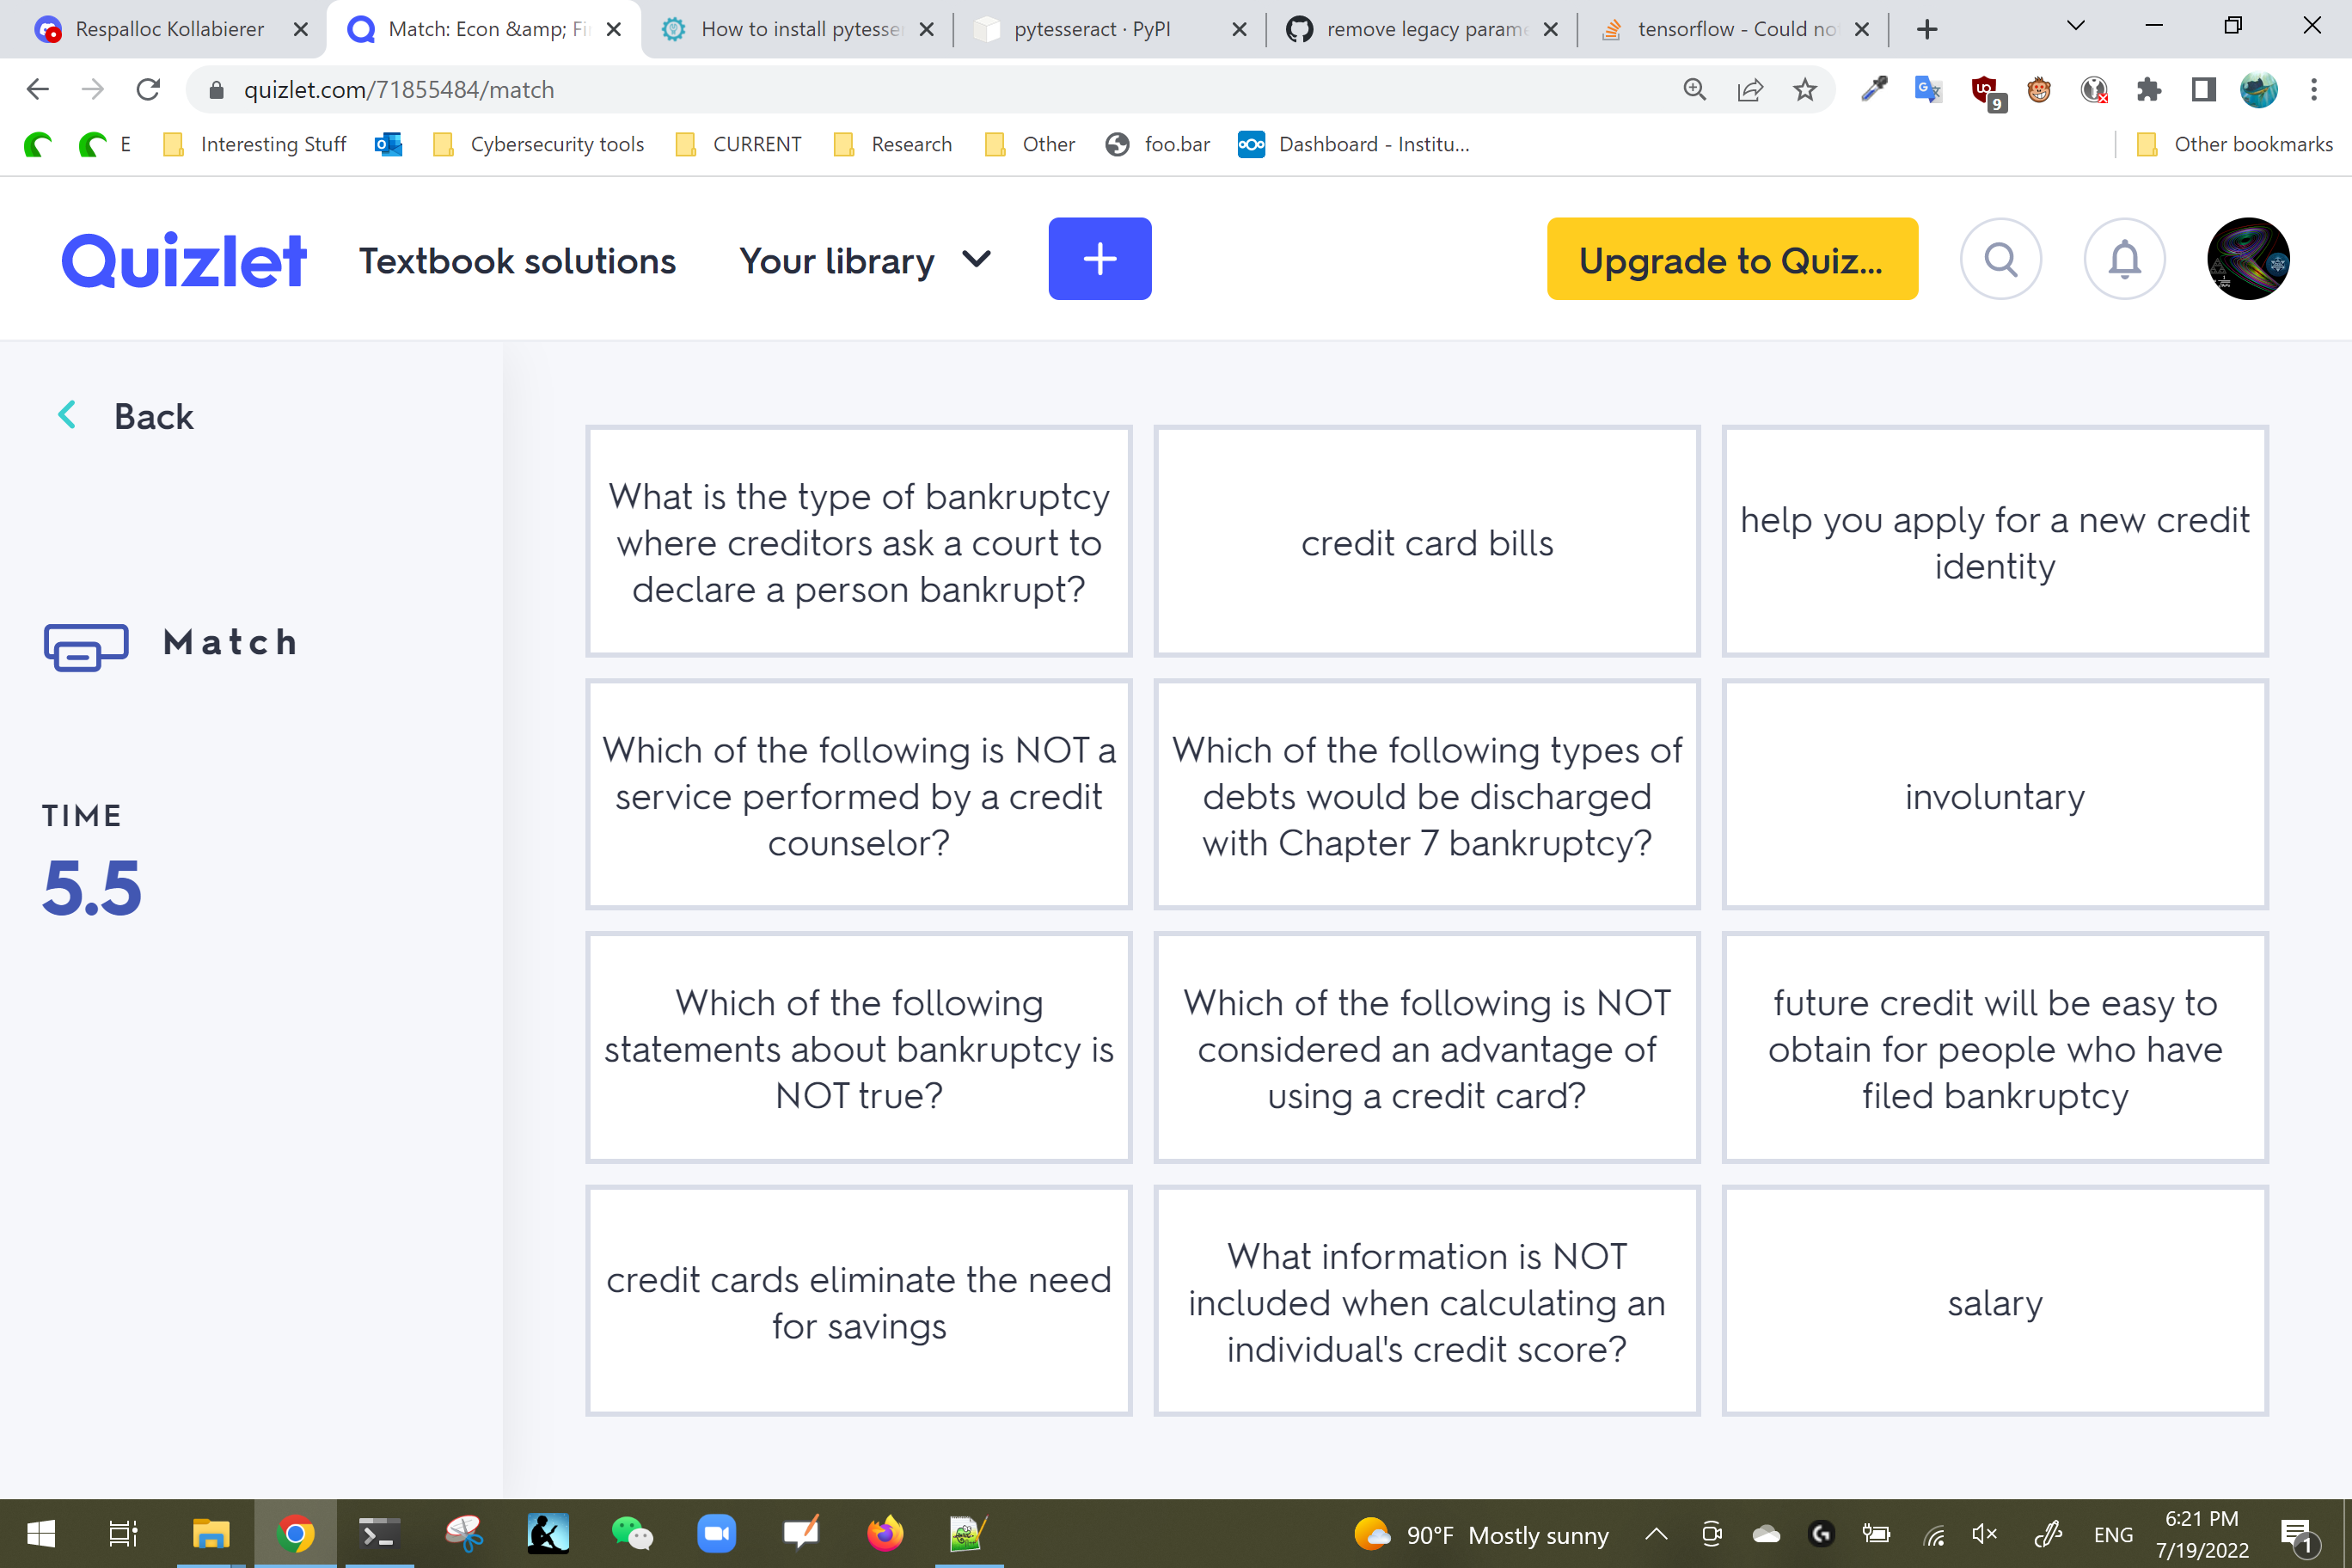 Respalloc Kollabierer
Match: Econ &amp; Fi
How to install pytesse
pytesseract · PyPI
remove legacy parame
tensorflow - Could no
quizlet.com/71855484/match
9
E
Interesting Stuff
Cybersecurity tools
CURRENT
Research
Other
foo.bar
Dashboard - Institu...
Other bookmarks
Quizlet
Textbook solutions
Your library
Upgrade to Quiz...
Back
Match
TIME
5.5
What is the type of bankruptcy
where creditors ask a court to
declare a person bankrupt?
credit card bills
help you apply for a new credit
identity
Which of the following is NOT a
service performed by a credit
counselor?
Which of the following types of
debts would be discharged
with Chapter 7 bankruptcy?
involuntary
Which of the following
statements about bankruptcy is
NOT true?
Which of the following is NOT
considered an advantage of
using a credit card?
future credit will be easy to
obtain for people who have
filed bankruptcy
credit cards eliminate the need
for savings
What information is NOT
included when calculating an
individual's credit score?
salary
90°F Mostly sunny
ENG
6:21 PM
7/19/2022
1